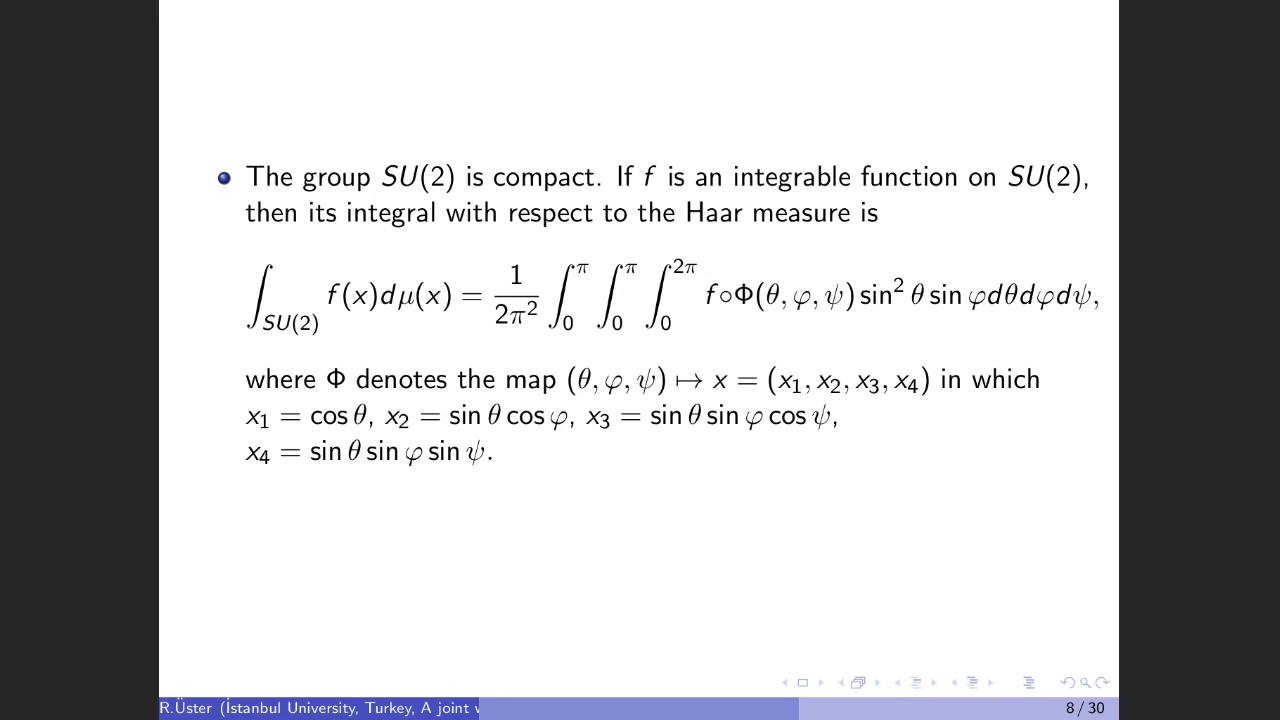 The group SU(2) is compact. If f is an integrable function on SU(2),
then its integral with respect to the Haar measure is
∫_{SU(2)} f(x)dμ(x) = \frac{1}{2π²} ∫_0^π ∫_0^π ∫_0^{2π} f∘Φ(θ, φ, ψ) sin² θ sin φdθdφdψ,
where Φ denotes the map (θ, φ, ψ) ↦ x = (x₁, x₂, x₃, x₄) in which
x₁ = cos θ, x₂ = sin θ cos φ, x₃ = sin θ sin φ cos ψ,
x₄ = sin θ sin φ sin ψ.
R.Üster (İstanbul University, Turkey, A joint
8 / 30